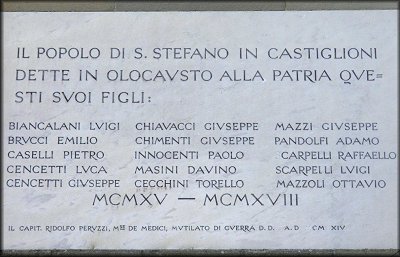 IL POPOLO DI S. STEFANO IN CASTIGLIONI
DETTE IN OLOCAVSTO ALLA PATRIA QVE-
STI SVOI FIGLI:
BIANCALANI LVIGI CHIAVACCI GIVSEPPE MAZZI GIVSEPPE
BRVCCI EMILIO CHIMENTI GIVSEPPE PANDOLFI ADAMO
CASELLI PIETRO INNOCENTI PAOLO CARPELLI RAFFAELLO
CENCETTI LVCA MASINI DAVINO SCARPELLI LVIGI
CENCETTI GIVSEPPE CECCHINI TORELLO MAZZOLI OTTAVIO
MCMXV — MCMXVIII
IL CAPIT. RIDOLFO PERVZZI, MSE DE MEDICI, MVTILATO DI GVERRA D. D. A. D CM XIV